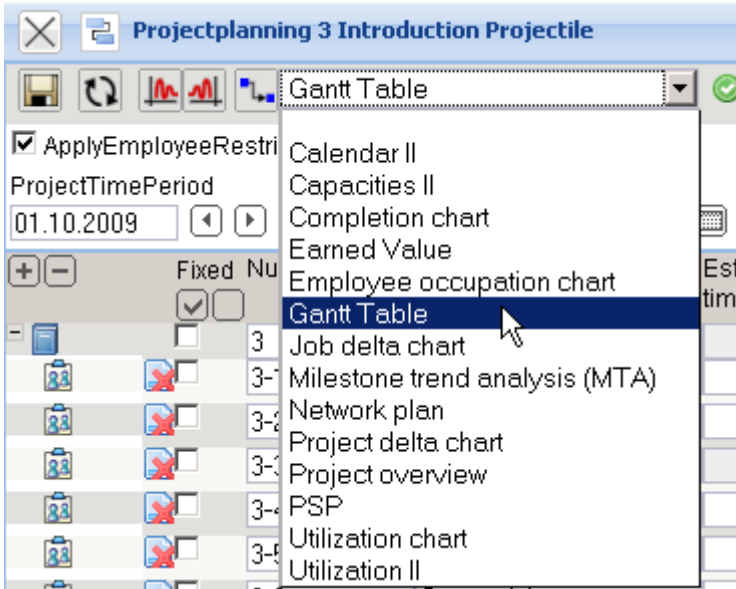 Projectplanning 3 Introduction Projectile
Gantt Table
ApplyEmployeeRestri
ProjectTimePeriod
01.10.2009
Calendar II
Capacities II
Completion chart
Earned Value
Employee occupation chart
Gantt Table
Job delta chart
Milestone trend analysis (MTA)
Network plan
Project delta chart
Project overview
PSP
Utilization chart
Utilization II
Fixed Nu
Est
tim
3
3-
3-2
3-3
3-4
3-5